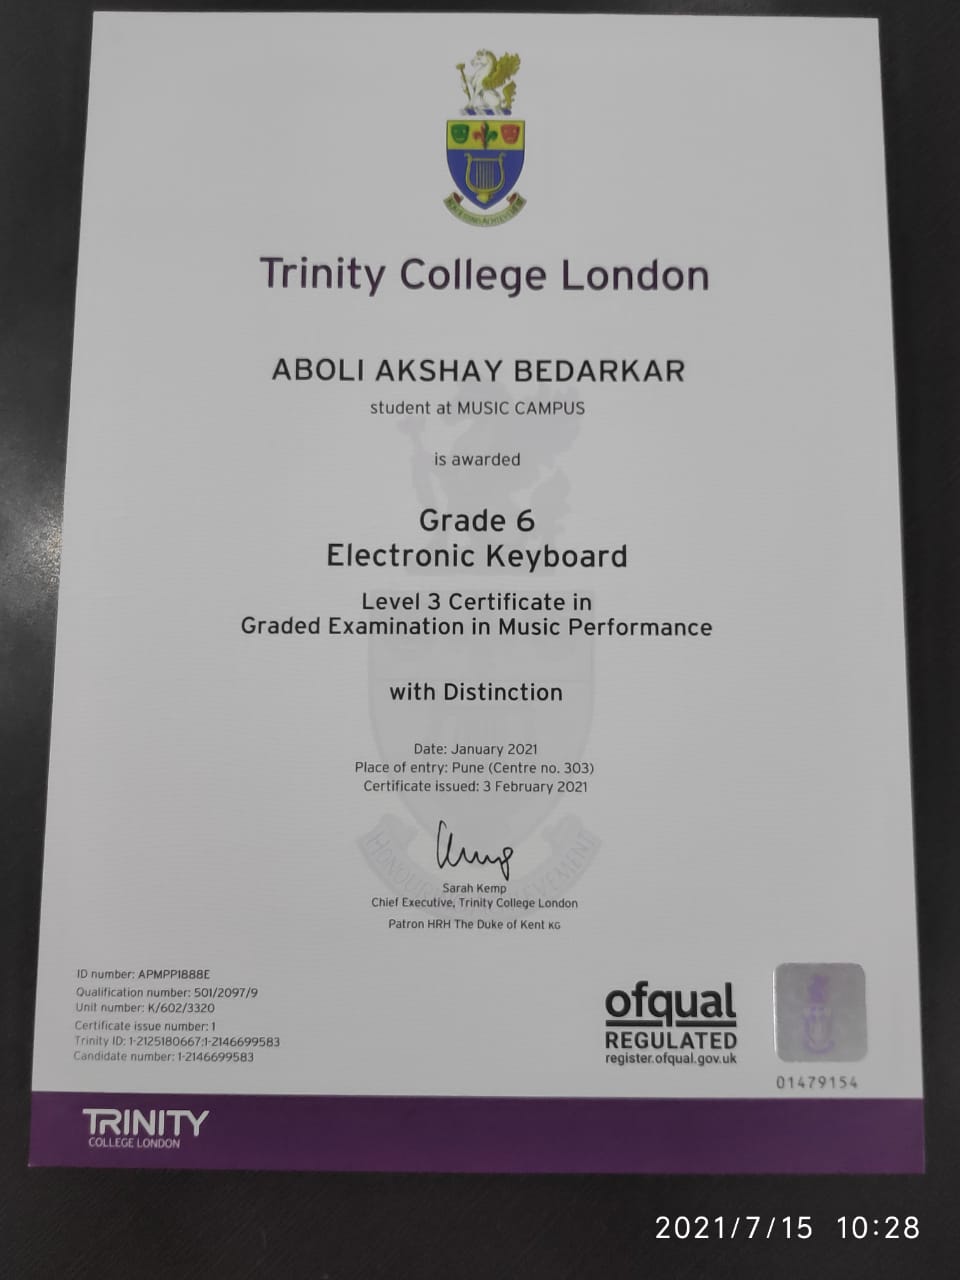 Trinity College London
ABOLI AKSHAY BEDARKAR
student at MUSIC CAMPUS
is awarded
Grade 6
Electronic Keyboard
Level 3 Certificate in
Graded Examination in Music Performance
with Distinction
Date: January 2021
Place of entry: Pune (Centre no. 303)
Certificate issued: 3 February 2021
Sarah Kemp
Chief Executive, Trinity College London
Patron HRH The Duke of Kent KG
ID number: APMPP1888E
Qualification number: 501/2097/9
Unit number: K/602/3320
Certificate issue number: 1
Trinity ID: 1-2125180667:1-2146699583
Candidate number: 1-2146699583
ofqual
REGULATED
register.ofqual.gov.uk
01479154
TRINITY
COLLEGE LONDON
2021/7/15 10:28